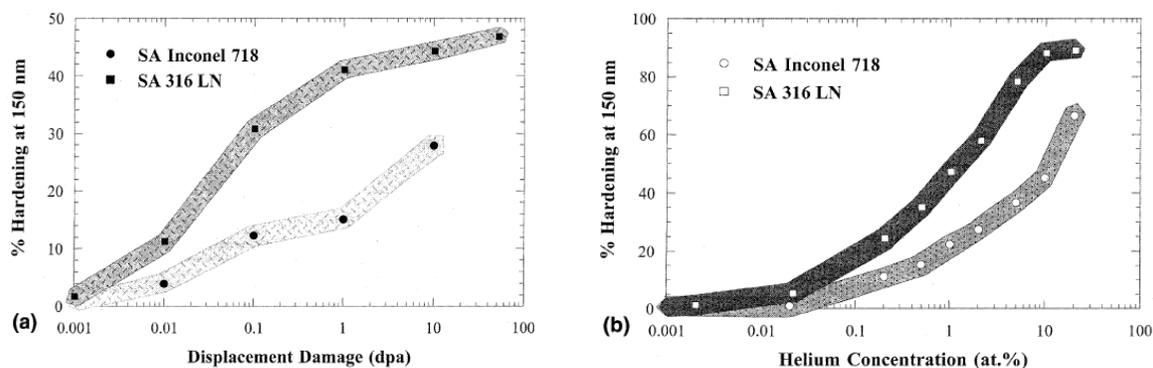 50
40
30
20
10
0
% Hardening at 150 nm
SA Inconel 718
SA 316 LN
0.001
0.01
0.1
1
10
100
Displacement Damage (dpa)
(a)
100
80
60
40
20
0
% Hardening at 150 nm
SA Inconel 718
SA 316 LN
0.001
0.01
0.1
1
10
100
Helium Concentration (at.%)
(b)